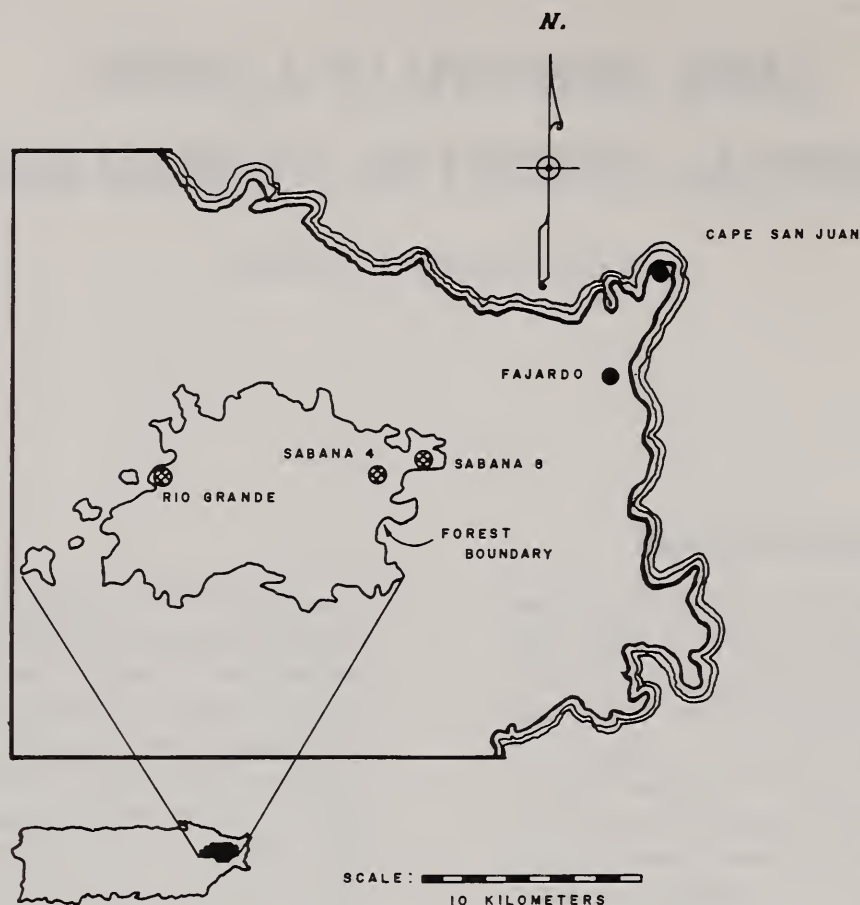 N.
CAPE SAN JUAN
FAJARDO
SABANA 4
SABANA 8
RIO GRANDE
FOREST
BOUNDARY
SCALE:
10 KILOMETERS